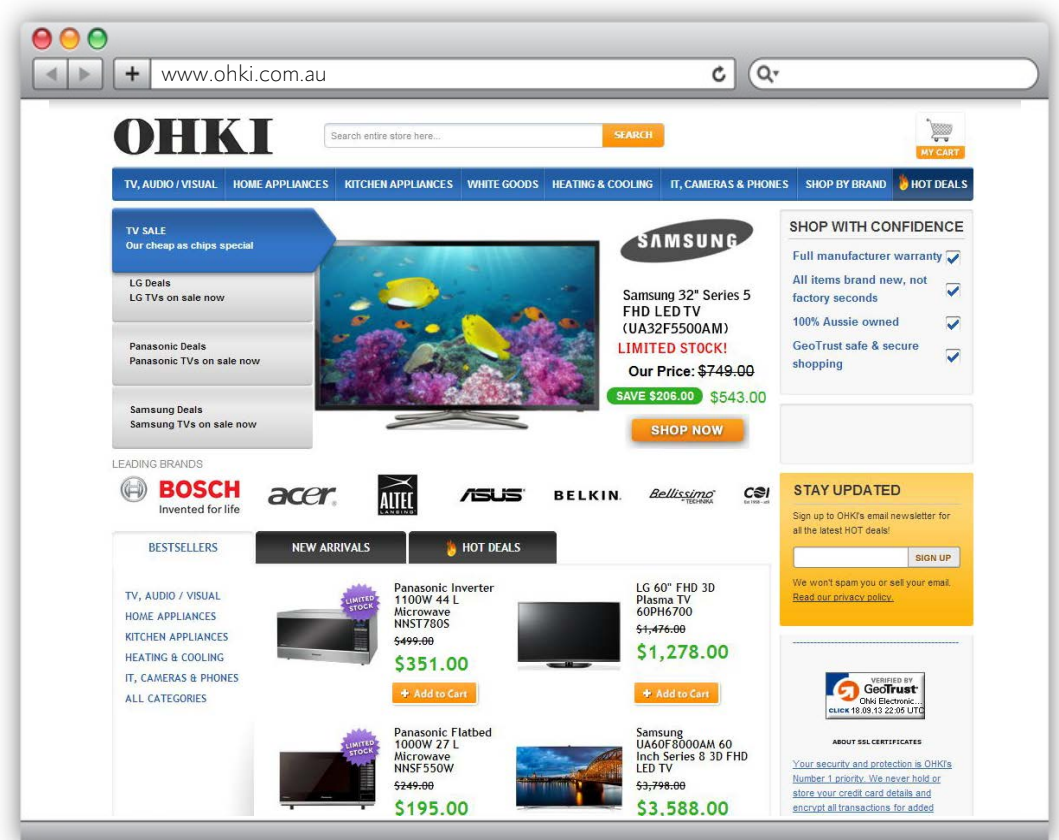 www.ohki.com.au
OHKI
Search entire store here...
SEARCH
MY CART
TV, AUDIO / VISUAL
HOME APPLIANCES
KITCHEN APPLIANCES
WHITE GOODS
HEATING & COOLING
IT, CAMERAS & PHONES
SHOP BY BRAND
HOT DEALS
TV SALE
Our cheap as chips special
LG Deals
LG TVs on sale now
Panasonic Deals
Panasonic TVs on sale now
Samsung Deals
Samsung TVs on sale now
SAMSUNG
Samsung 32" Series 5
FHD LED TV
(UA32F5500AM)
LIMITED STOCK!
Our Price: $749.00
SAVE $206.00 $543.00
SHOP NOW
SHOP WITH CONFIDENCE
Full manufacturer warranty
All items brand new, not
factory seconds
100% Aussie owned
GeoTrust safe & secure
shopping
LEADING BRANDS
BOSCH
Invented for life
acer
ALTEC
LANSING
ASUS
BELKIN
Bellissimo
BY TECHNIKA
STAY UPDATED
Sign up to OHKI's email newsletter for
all the latest HOT deals!
SIGN UP
We won't spam you or sell your email.
Read our privacy policy.
BESTSELLERS
NEW ARRIVALS
HOT DEALS
TV, AUDIO / VISUAL
HOME APPLIANCES
KITCHEN APPLIANCES
HEATING & COOLING
IT, CAMERAS & PHONES
ALL CATEGORIES
LIMITED
STOCK
Panasonic Inverter
1100W 44 L
Microwave
NNST780S
$499.00
$351.00
+ Add to Cart
LG 60" FHD 3D
Plasma TV
60PH6700
$1,476.00
$1,278.00
+ Add to Cart
LIMITED
STOCK
Panasonic Flatbed
1000W 27 L
Microwave
NNSF550W
$249.00
$195.00
Samsung
UA60F8000AM 60
Inch Series 8 3D FHD
LED TV
$3,798.00
$3,588.00
VERIFIED BY
GeoTrust
Ohki Electronic...
CLICK 18.09.13 22:05 UTC
ABOUT SSL CERTIFICATES
Your security and protection is OHKI's
Number 1 priority. We never hold or
store your credit card details and
encrypt all transactions for added